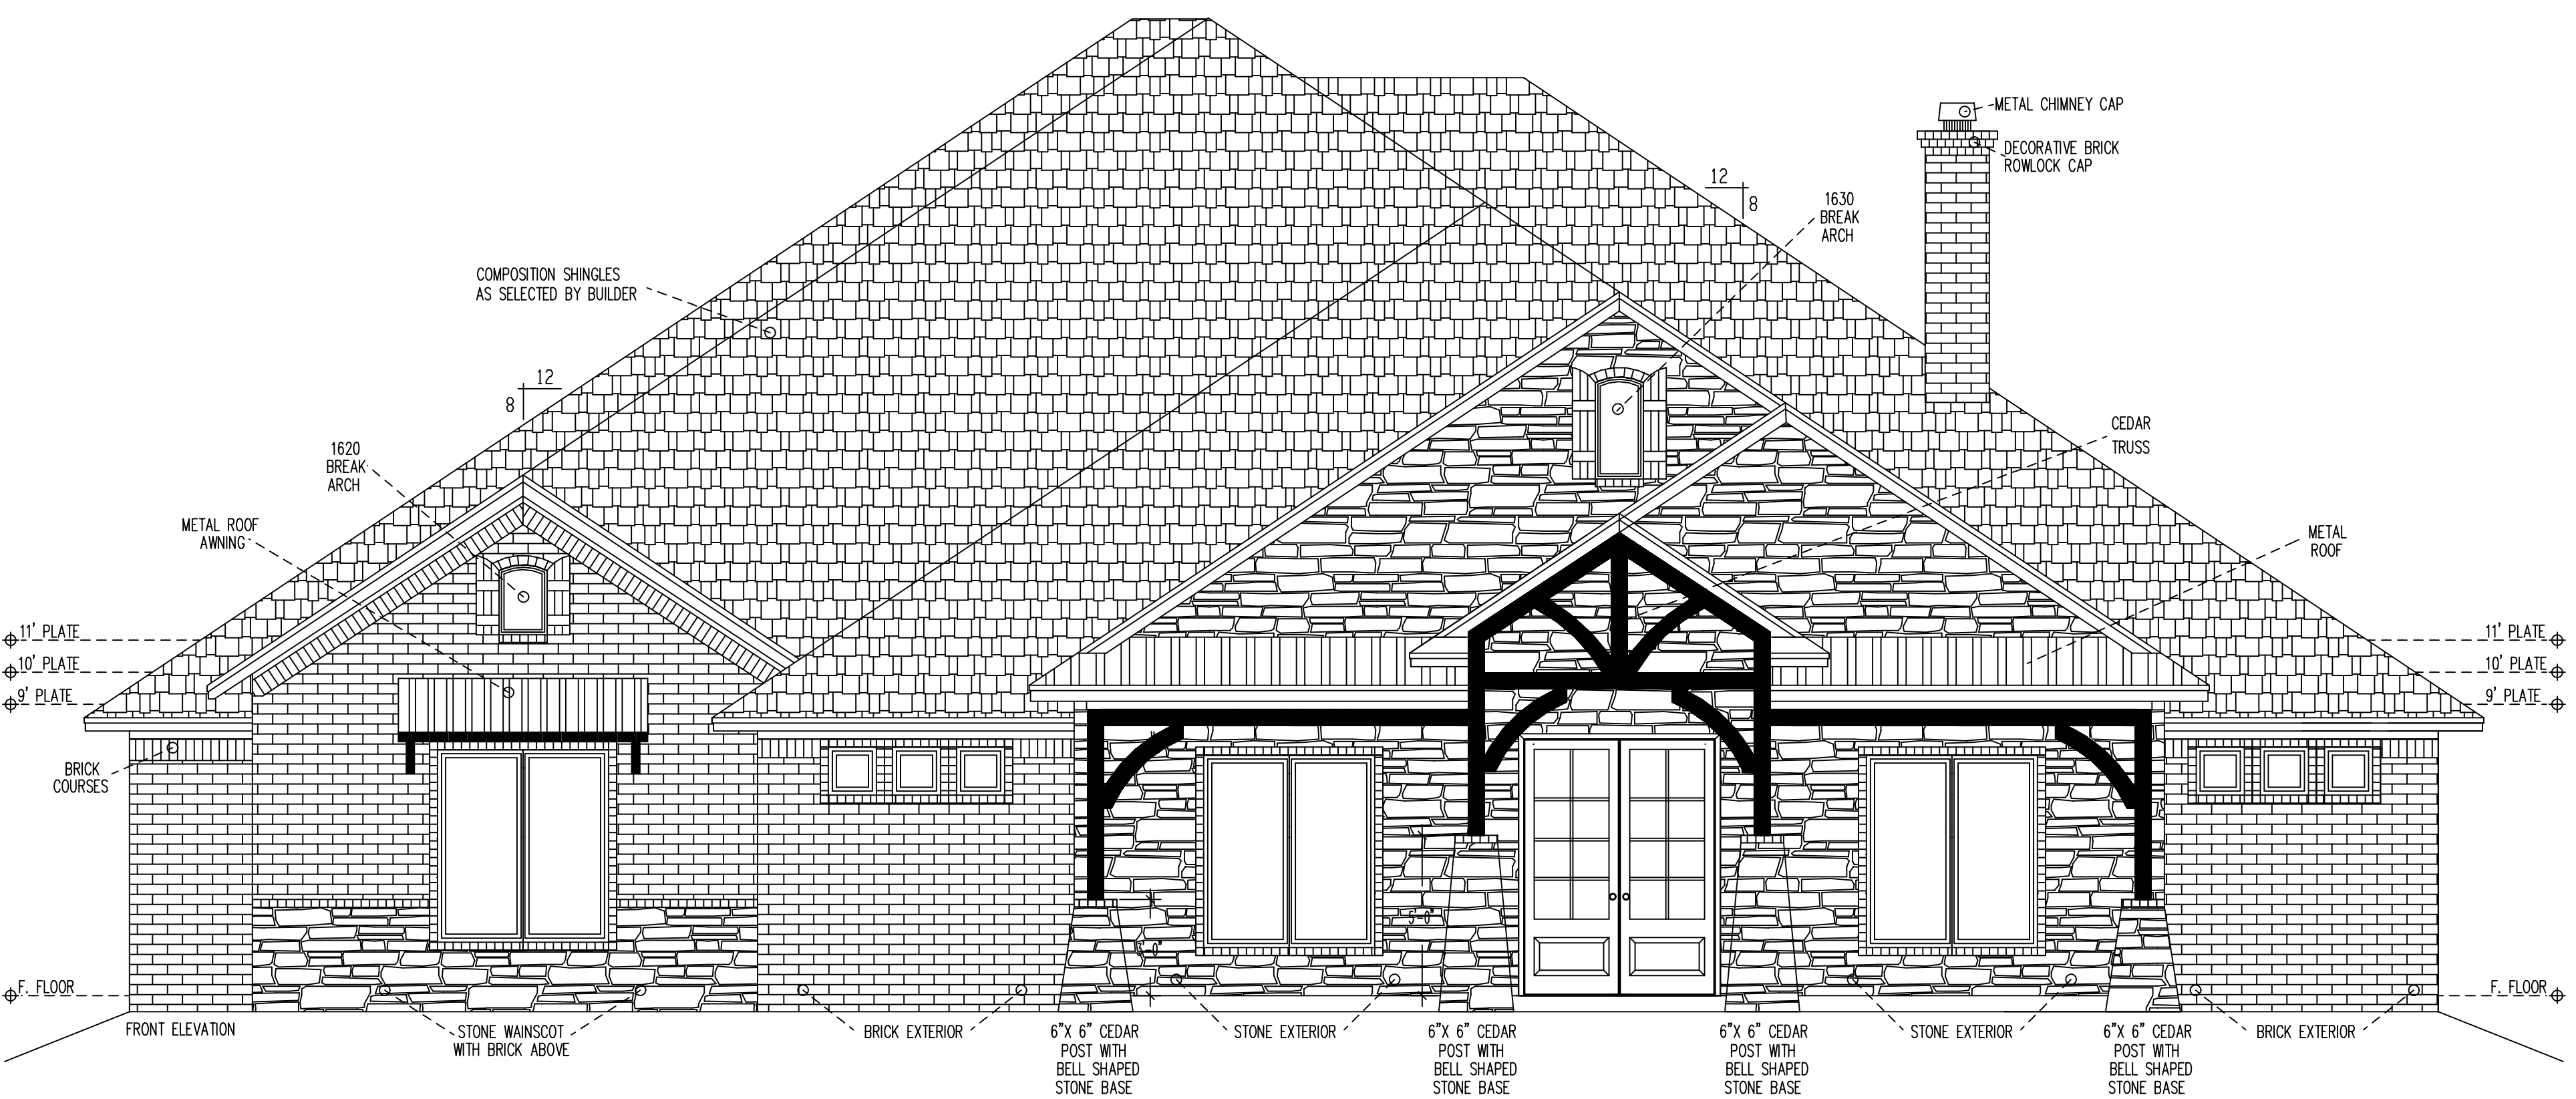 METAL CHIMNEY CAP
DECORATIVE BRICK
ROWLOCK CAP
12
8
1630
BREAK
ARCH
COMPOSITION SHINGLES
AS SELECTED BY BUILDER
12
8
1620
BREAK
ARCH
CEDAR
TRUSS
METAL ROOF
AWNING
METAL
ROOF
11' PLATE
10' PLATE
9' PLATE
11' PLATE
10' PLATE
9' PLATE
BRICK
COURSES
5'-0"
3'-0"
F. FLOOR
F. FLOOR
FRONT ELEVATION
STONE WAINSCOT
WITH BRICK ABOVE
BRICK EXTERIOR
6"X 6" CEDAR
POST WITH
BELL SHAPED
STONE BASE
STONE EXTERIOR
6"X 6" CEDAR
POST WITH
BELL SHAPED
STONE BASE
6"X 6" CEDAR
POST WITH
BELL SHAPED
STONE BASE
STONE EXTERIOR
6"X 6" CEDAR
POST WITH
BELL SHAPED
STONE BASE
BRICK EXTERIOR